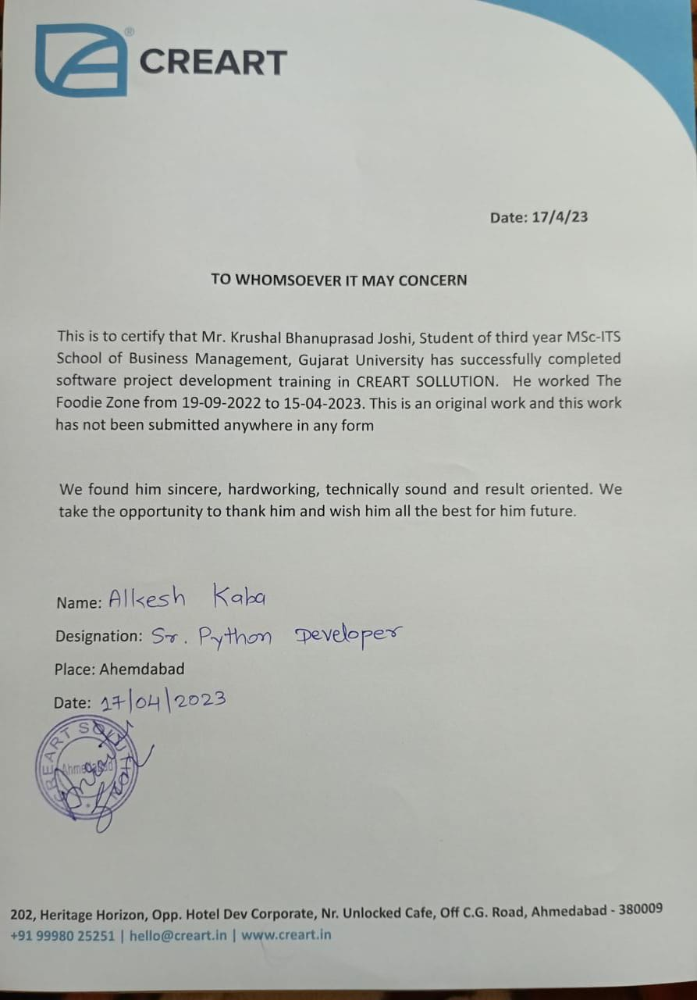 ®
CREART
Date: 17/4/23
TO WHOMSOEVER IT MAY CONCERN
This is to certify that Mr. Krushal Bhanuprasad Joshi, Student of third year MSc-ITS
School of Business Management, Gujarat University has successfully completed
software project development training in CREART SOLLUTION. He worked The
Foodie Zone from 19-09-2022 to 15-04-2023. This is an original work and this work
has not been submitted anywhere in any form
We found him sincere, hardworking, technically sound and result oriented. We
take the opportunity to thank him and wish him all the best for him future.
Name: Alkesh Kaba
Designation: Sr. Python Developer
Place: Ahemdabad
Date: 17/04/2023
CREART
202, Heritage Horizon, Opp. Hotel Dev Corporate, Nr. Unlocked Cafe, Off C.G. Road, Ahmedabad - 380009
+91 99980 25251 | hello@creart.in | www.creart.in